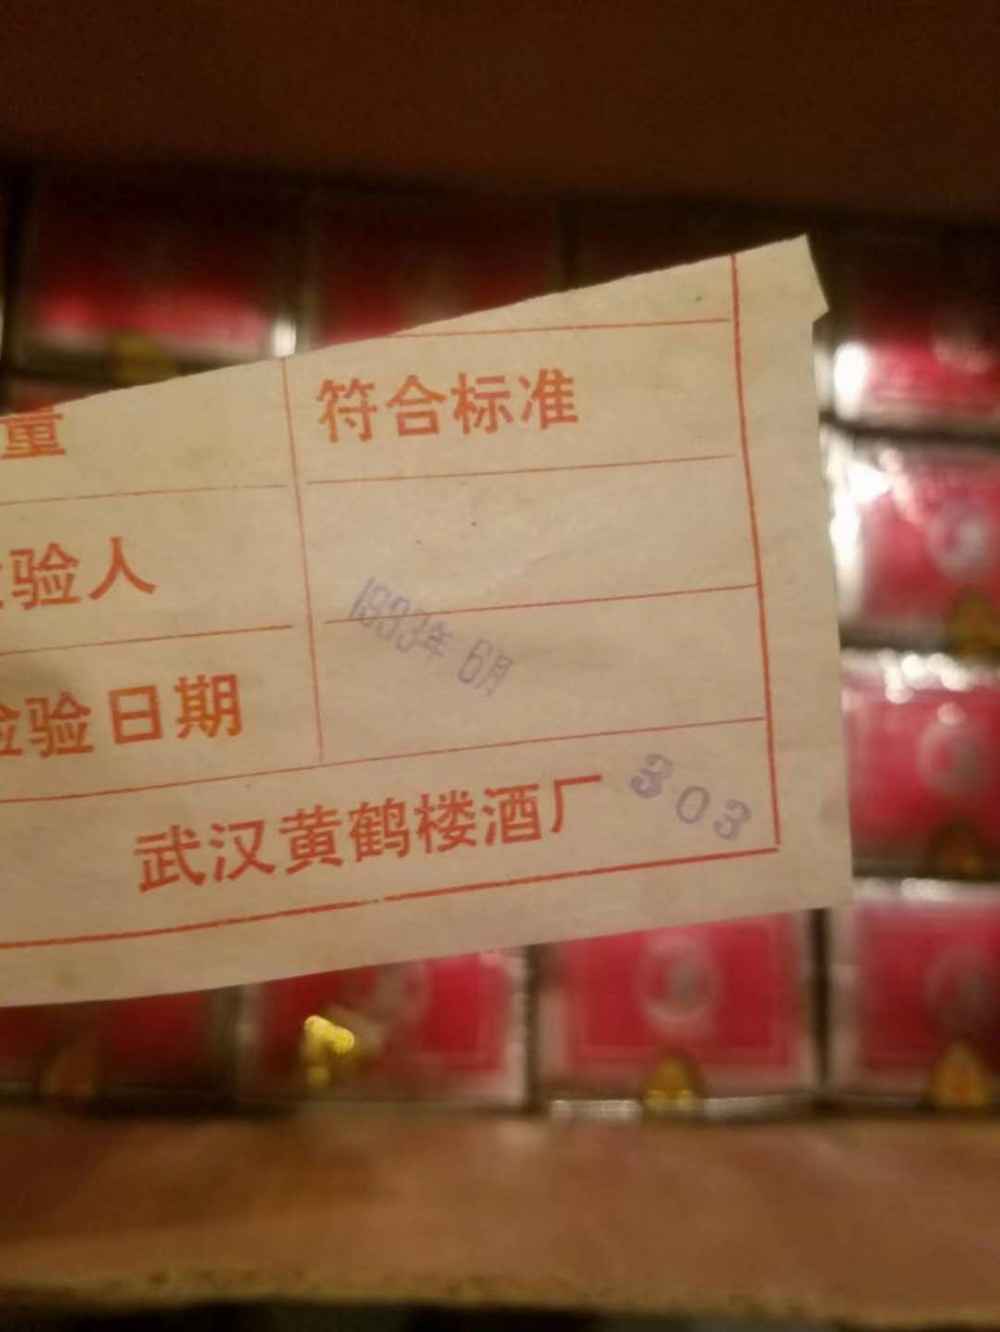 量 符合标准
验人
检验日期 1993年6月
武汉黄鹤楼酒厂 303